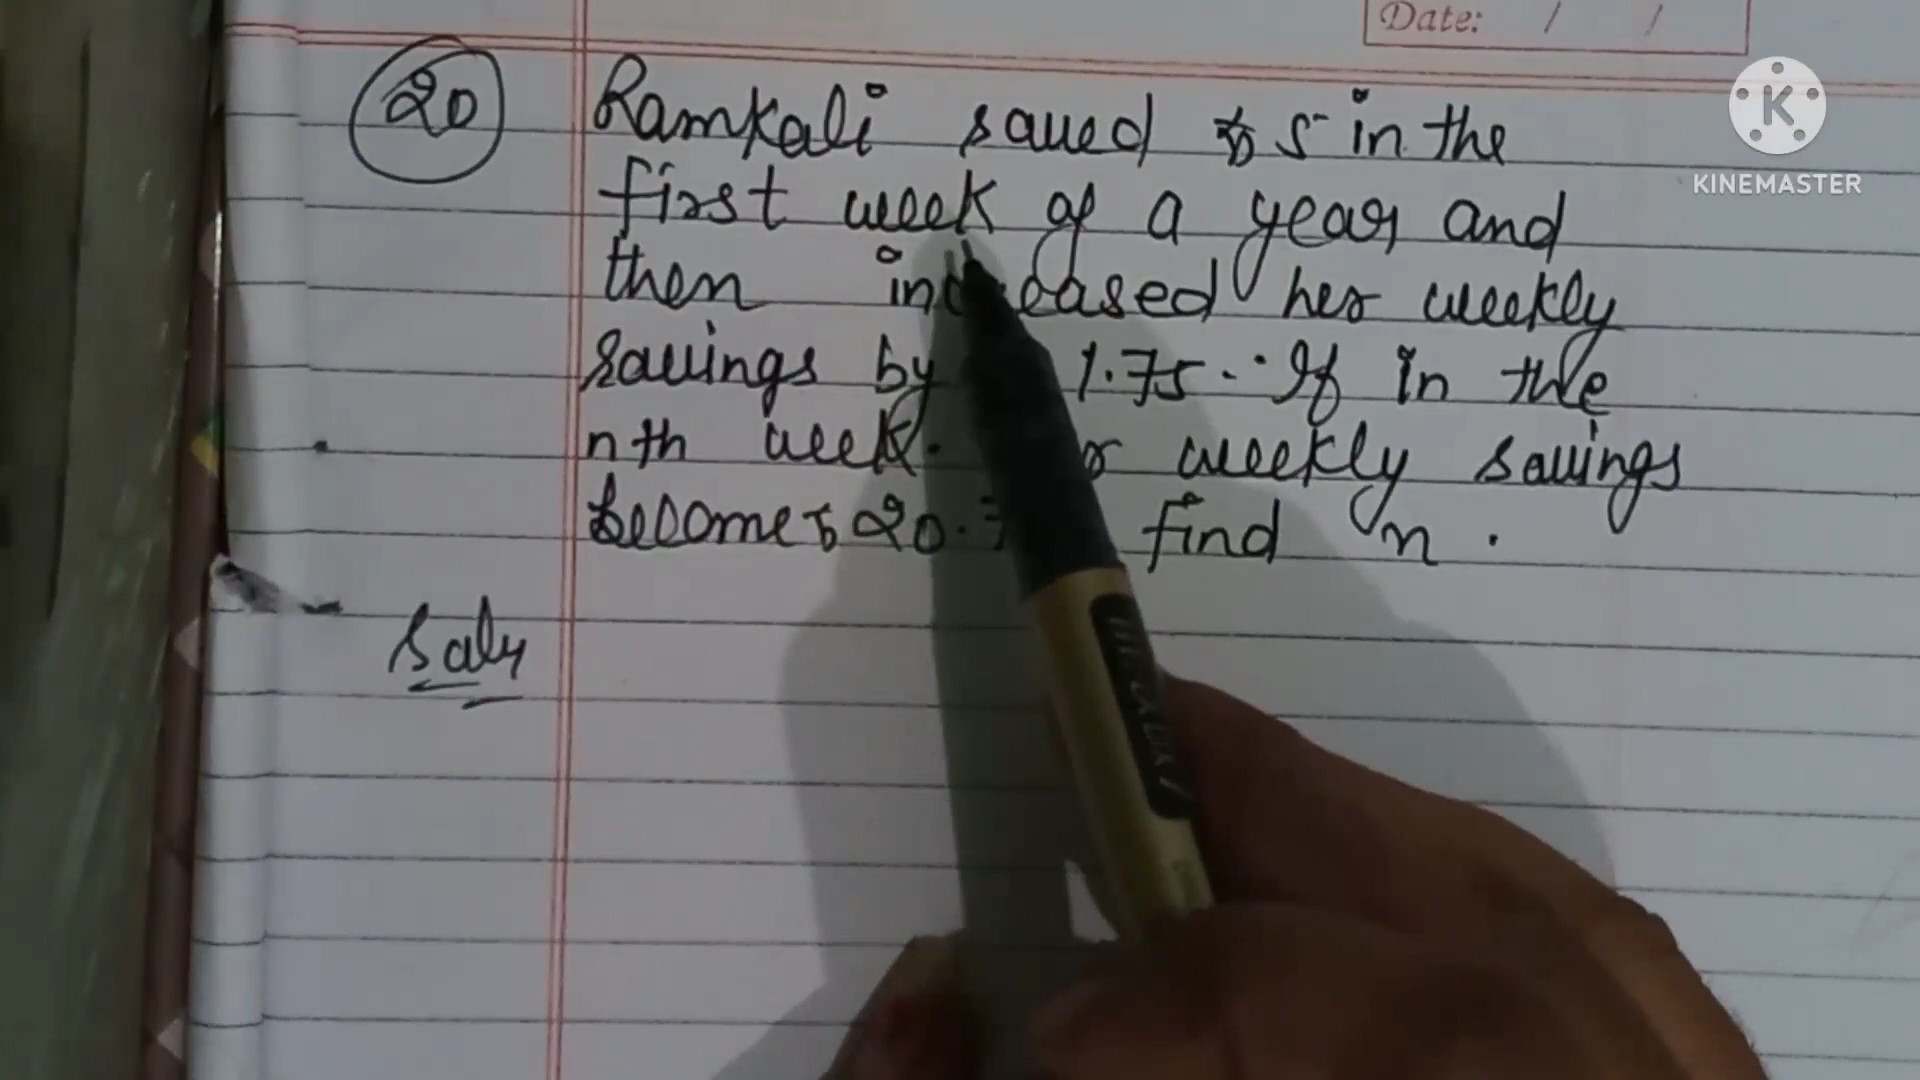 Date: / /
20 Ramkali saved ₹ 5 in the
first week of a year and
then increased her weekly
savings by 1.75. If in the
nth week. weekly savings
become ₹ 20. find n.
Soln
K
KINEMASTER